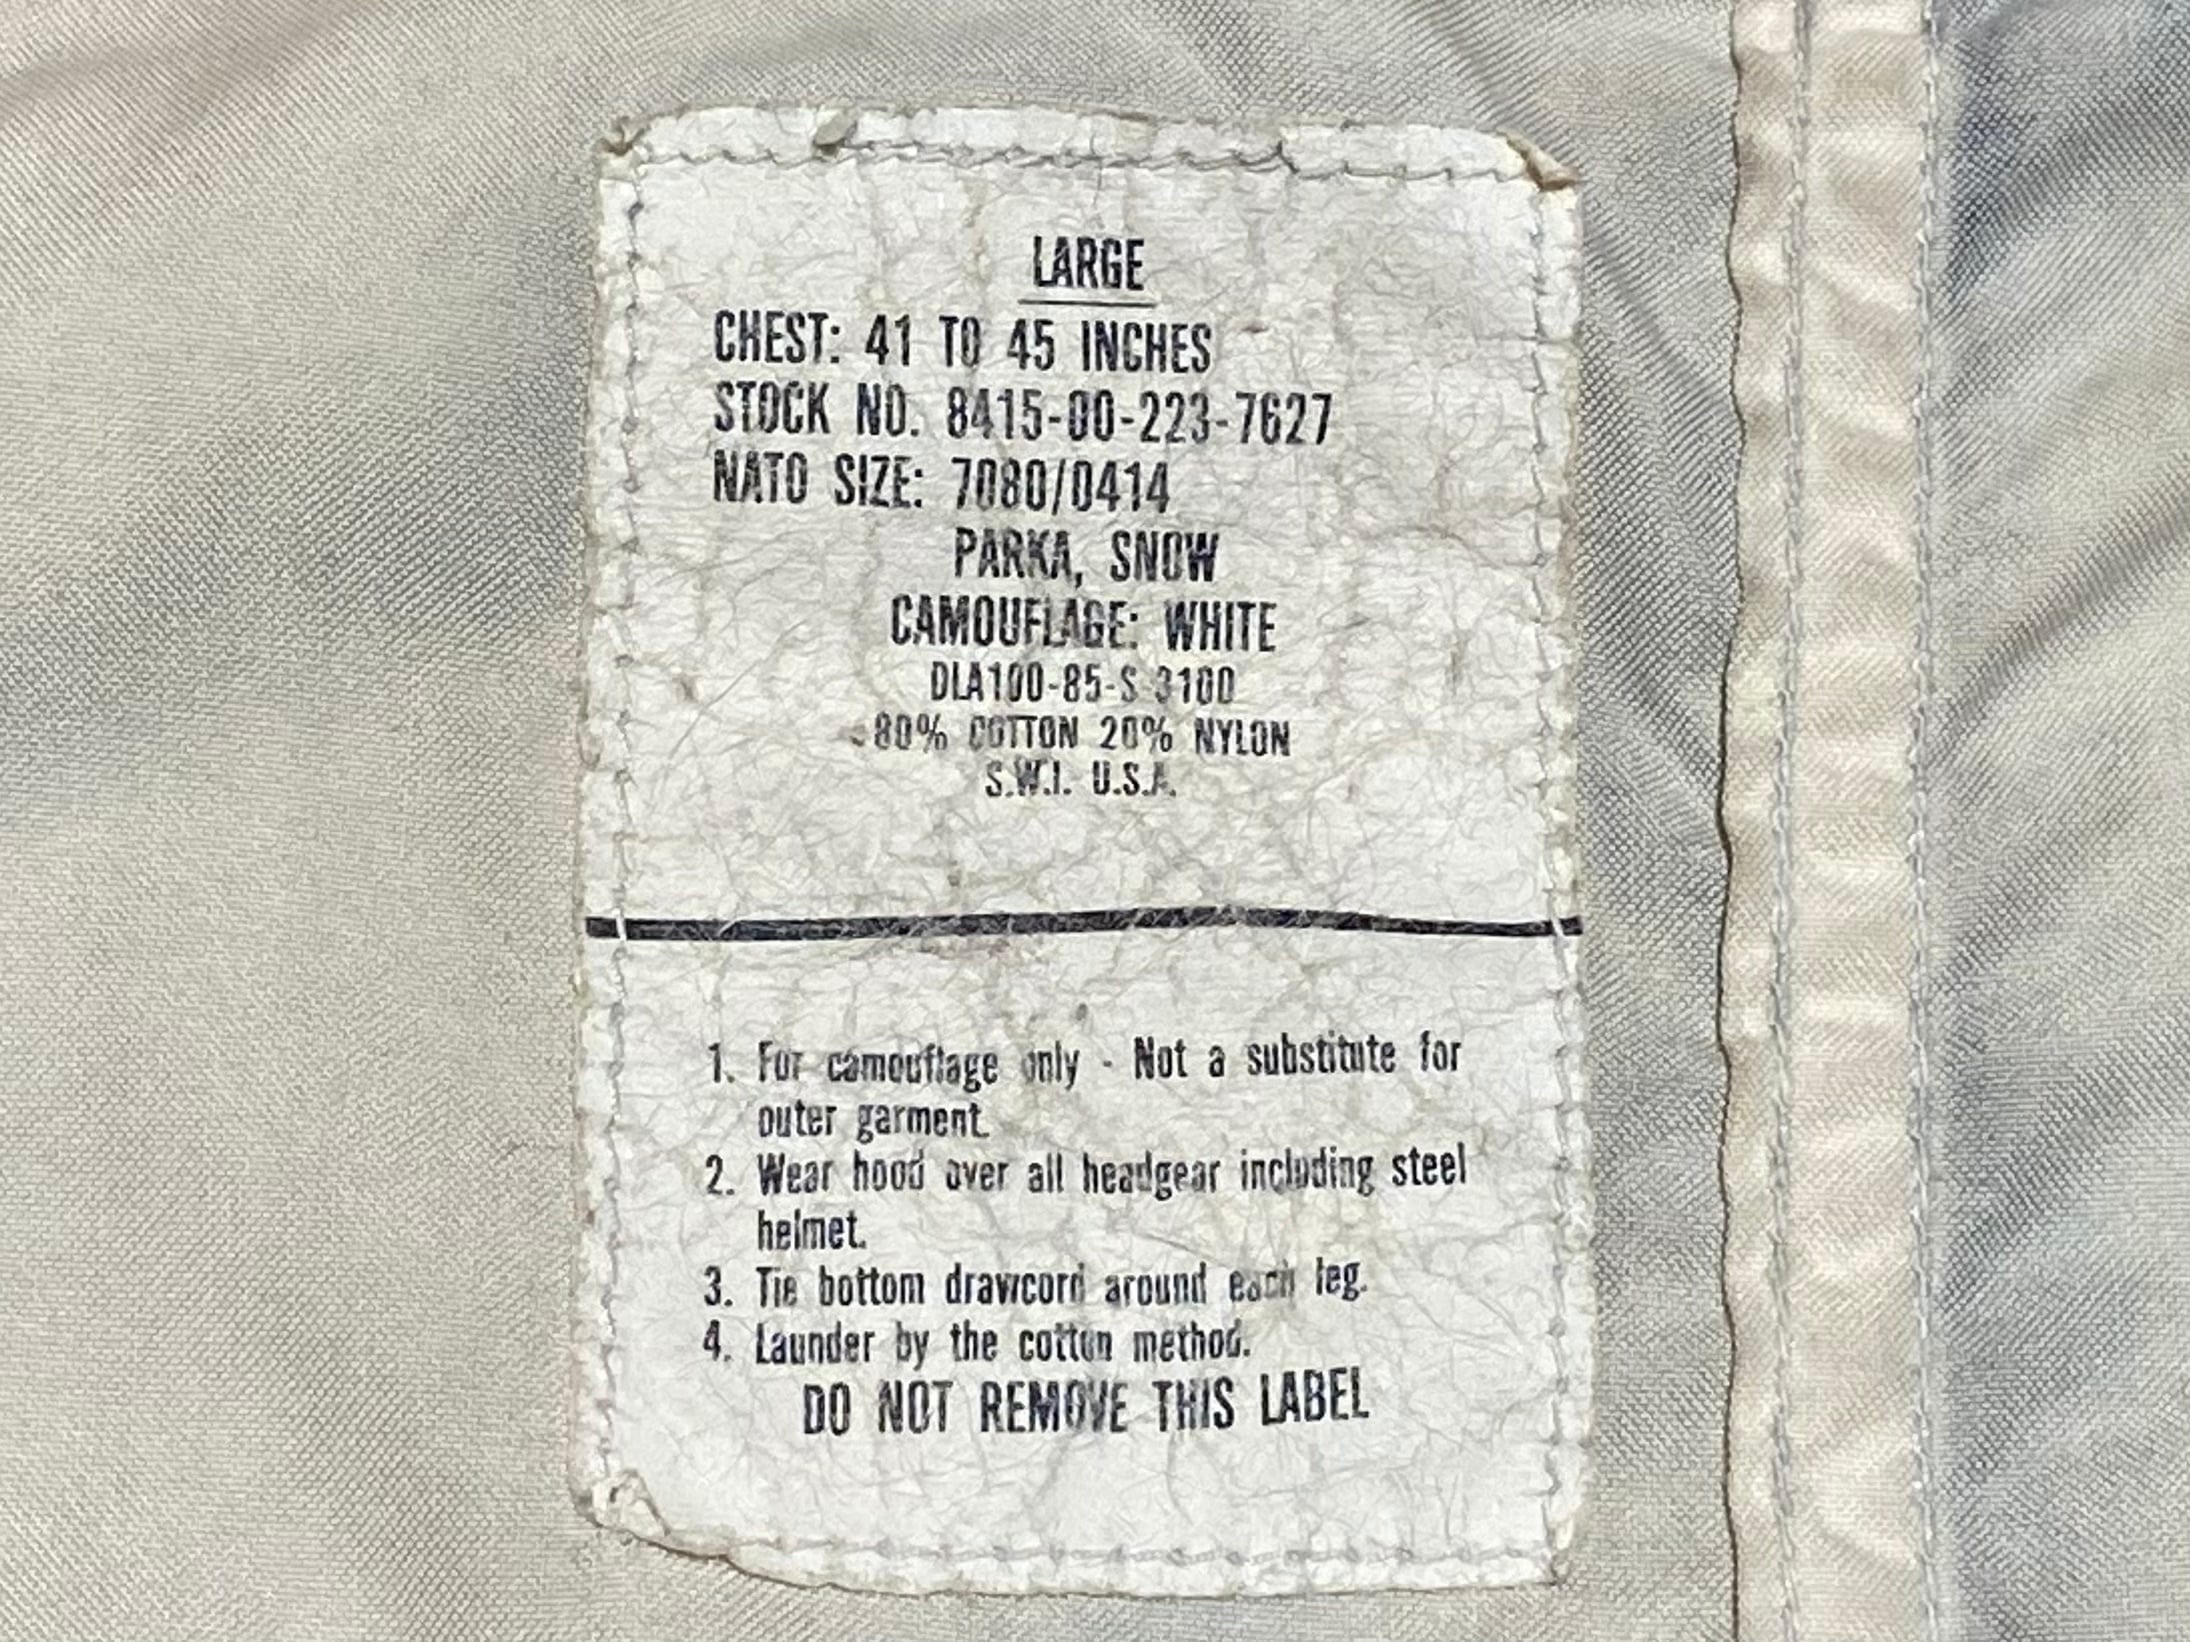 LARGE
CHEST: 41 TO 45 INCHES
STOCK NO. 8415-00-223-7627
NATO SIZE: 7080/0414
PARKA, SNOW
CAMOUFLAGE: WHITE
DLA100-85-S 3100
80% COTTON 20% NYLON
S.W.I. U.S.A.
1. For camouflage only - Not a substitute for
outer garment.
2. Wear hood over all headgear including steel
helmet.
3. Tie bottom drawcord around each leg.
4. Launder by the cotton method.
DO NOT REMOVE THIS LABEL